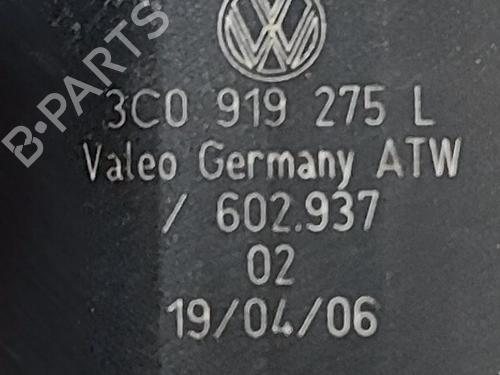 B-PARTS
3C0 919 275 L
Valeo Germany ATW
/ 602.937
02
19/04/06